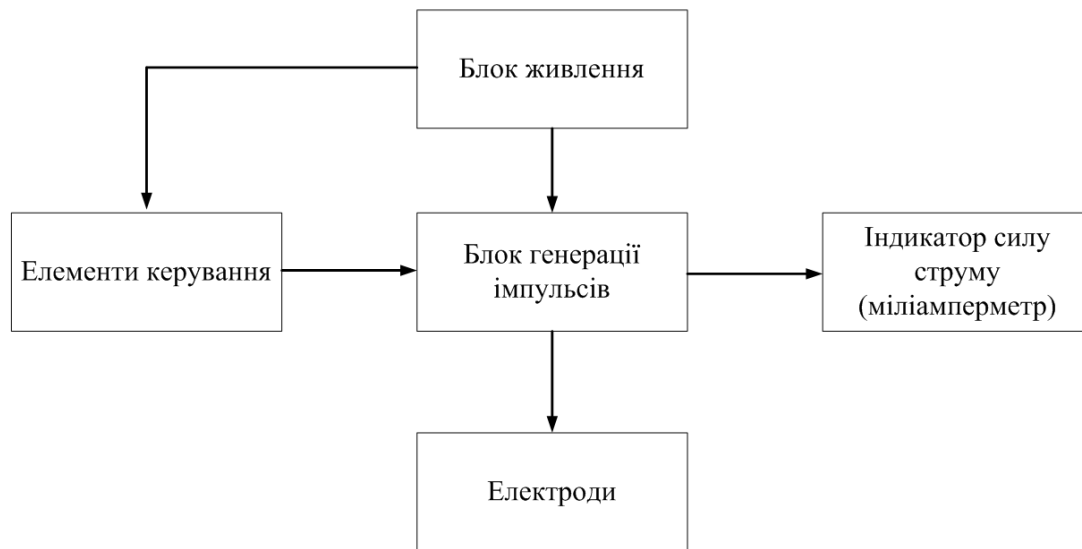 Блок живлення
Елементи керування
Блок генерації
імпульсів
Індикатор силу
струму
(міліамперметр)
Електроди